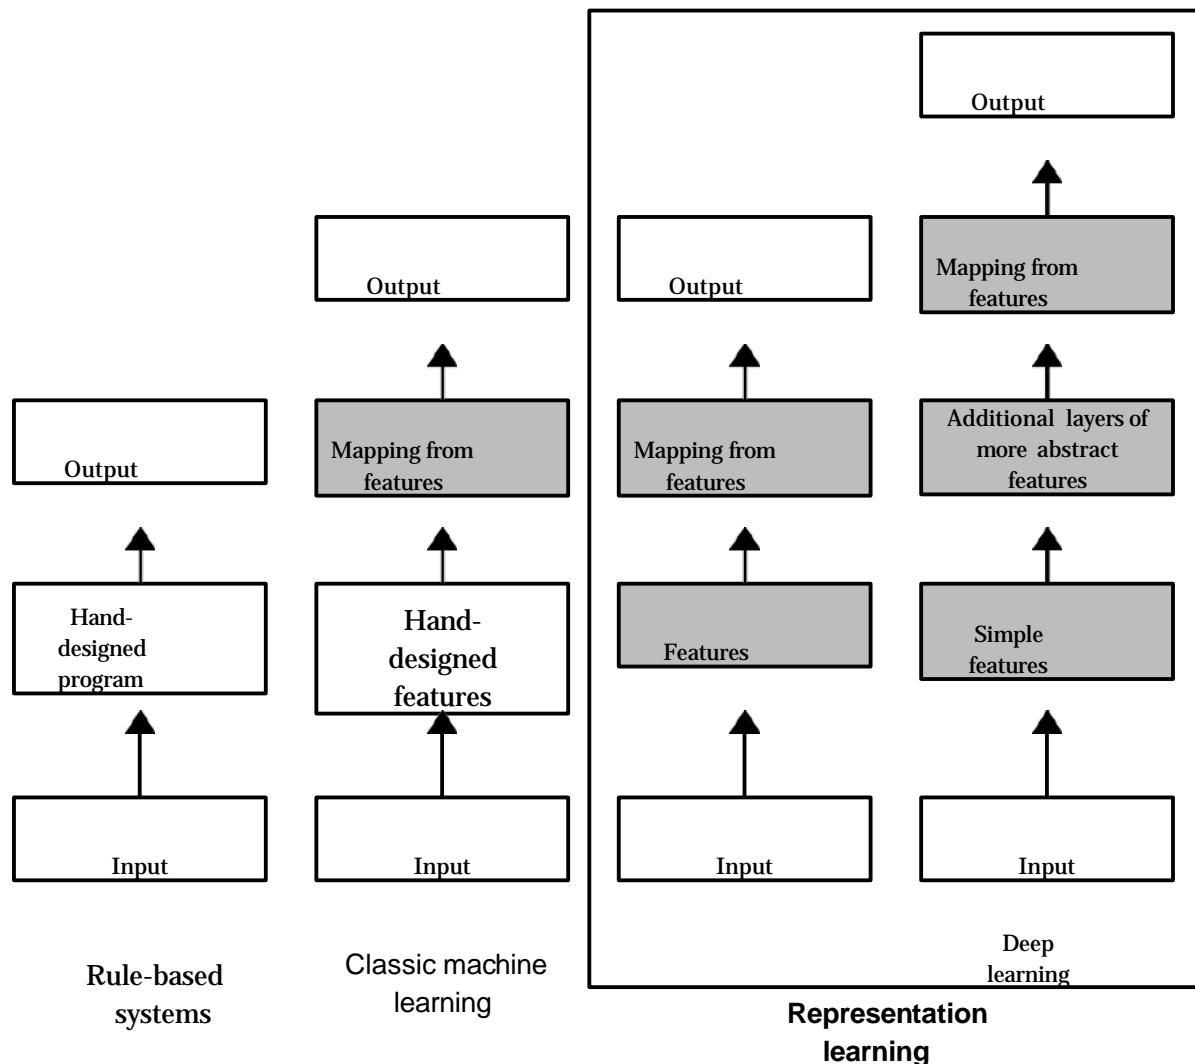 Output
Output
Output
Mapping from
features
Output
Mapping from
features
Mapping from
features
Additional layers of
more abstract
features
Hand-
designed
program
Hand-
designed
features
Features
Simple
features
Input
Input
Input
Input
Rule-based
systems
Classic machine
learning
Deep
learning
Representation
learning